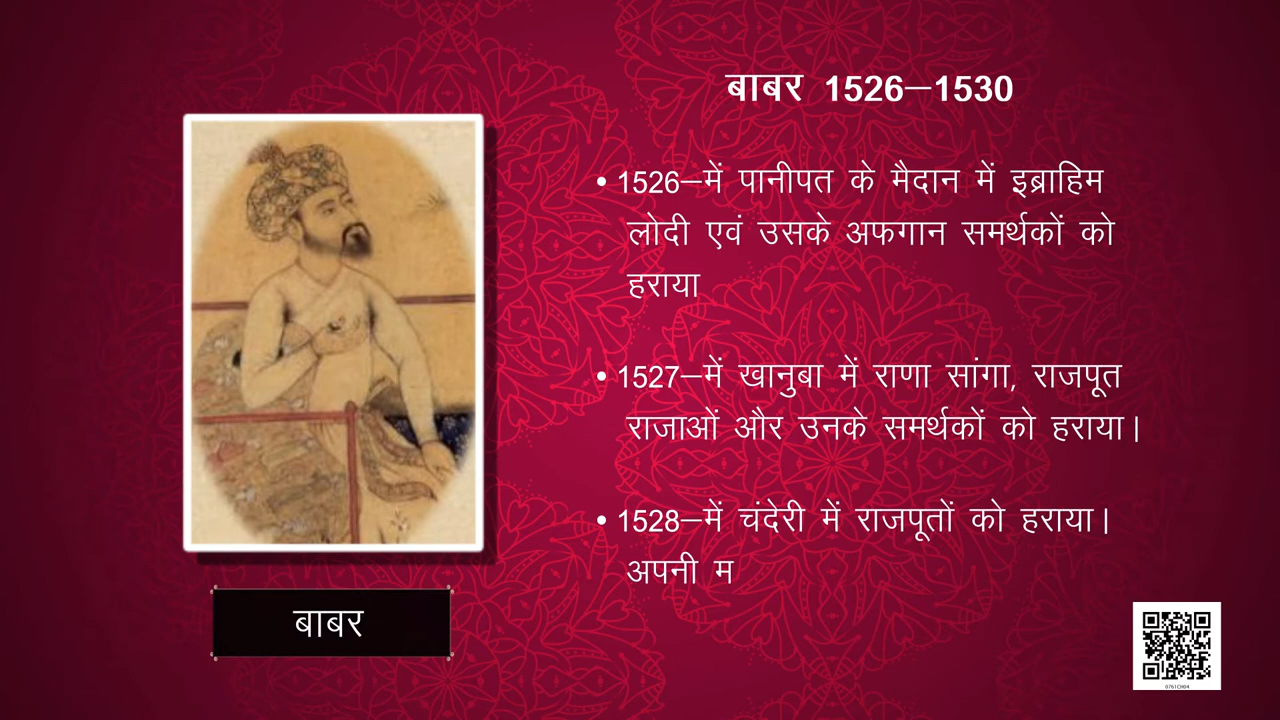 बाबर 1526–1530
• 1526–में पानीपत के मैदान में इब्राहिम
लोदी एवं उसके अफगान समर्थकों को
हराया
• 1527–में खानुबा में राणा सांगा, राजपूत
राजाओं और उनके समर्थकों को हराया।
• 1528–में चंदेरी में राजपूतों को हराया।
अपनी म
बाबर
0761CH04